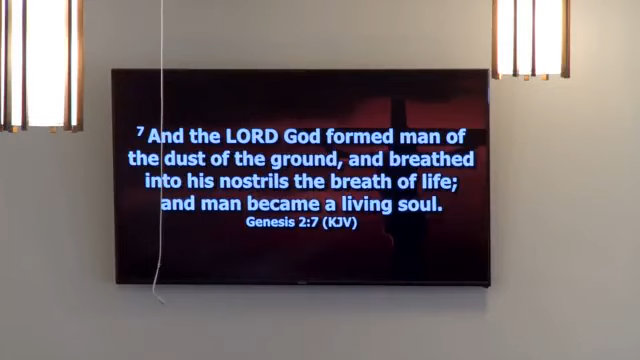 7 And the LORD God formed man of
the dust of the ground, and breathed
into his nostrils the breath of life;
and man became a living soul.
Genesis 2:7 (KJV)